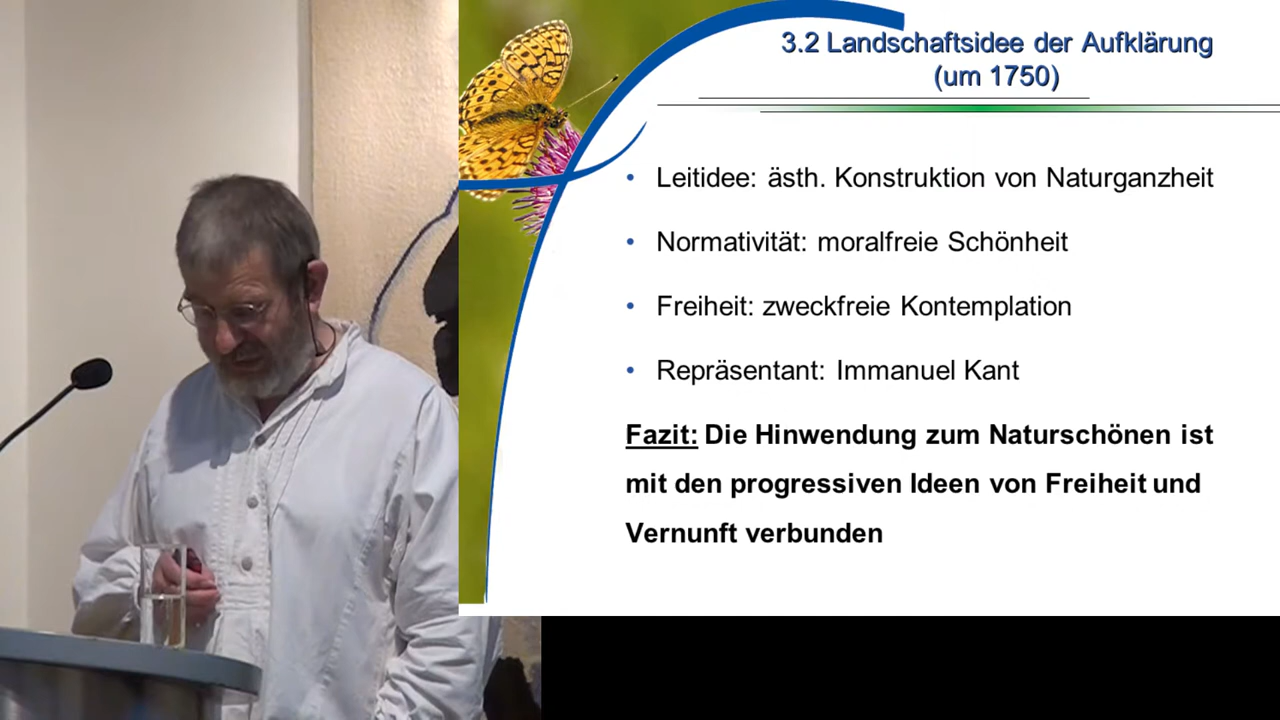 3.2 Landschaftsidee der Aufklärung
(um 1750)
• Leitidee: ästh. Konstruktion von Naturganzheit
• Normativität: moralfreie Schönheit
• Freiheit: zweckfreie Kontemplation
• Repräsentant: Immanuel Kant
Fazit: Die Hinwendung zum Naturschönen ist
mit den progressiven Ideen von Freiheit und
Vernunft verbunden